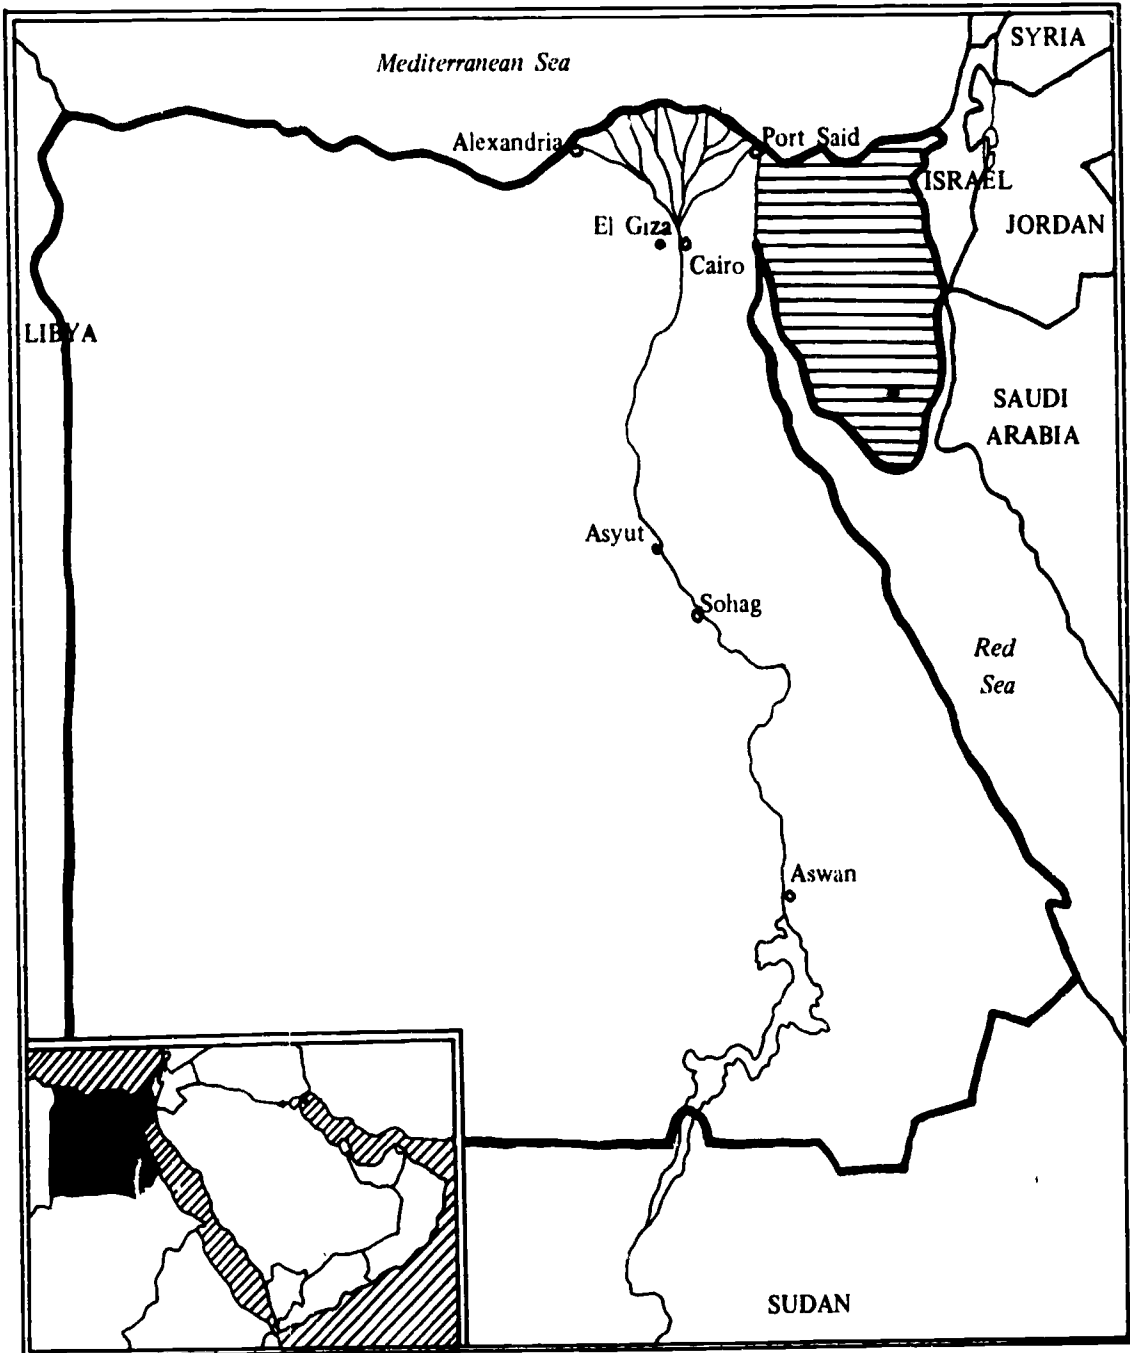 SYRIA
Mediterranean Sea
Alexandria
Port Said
ISRAEL
El Giza
JORDAN
Cairo
LIBYA
SAUDI
ARABIA
Asyut
Sohag
Red
Sea
Aswan
SUDAN